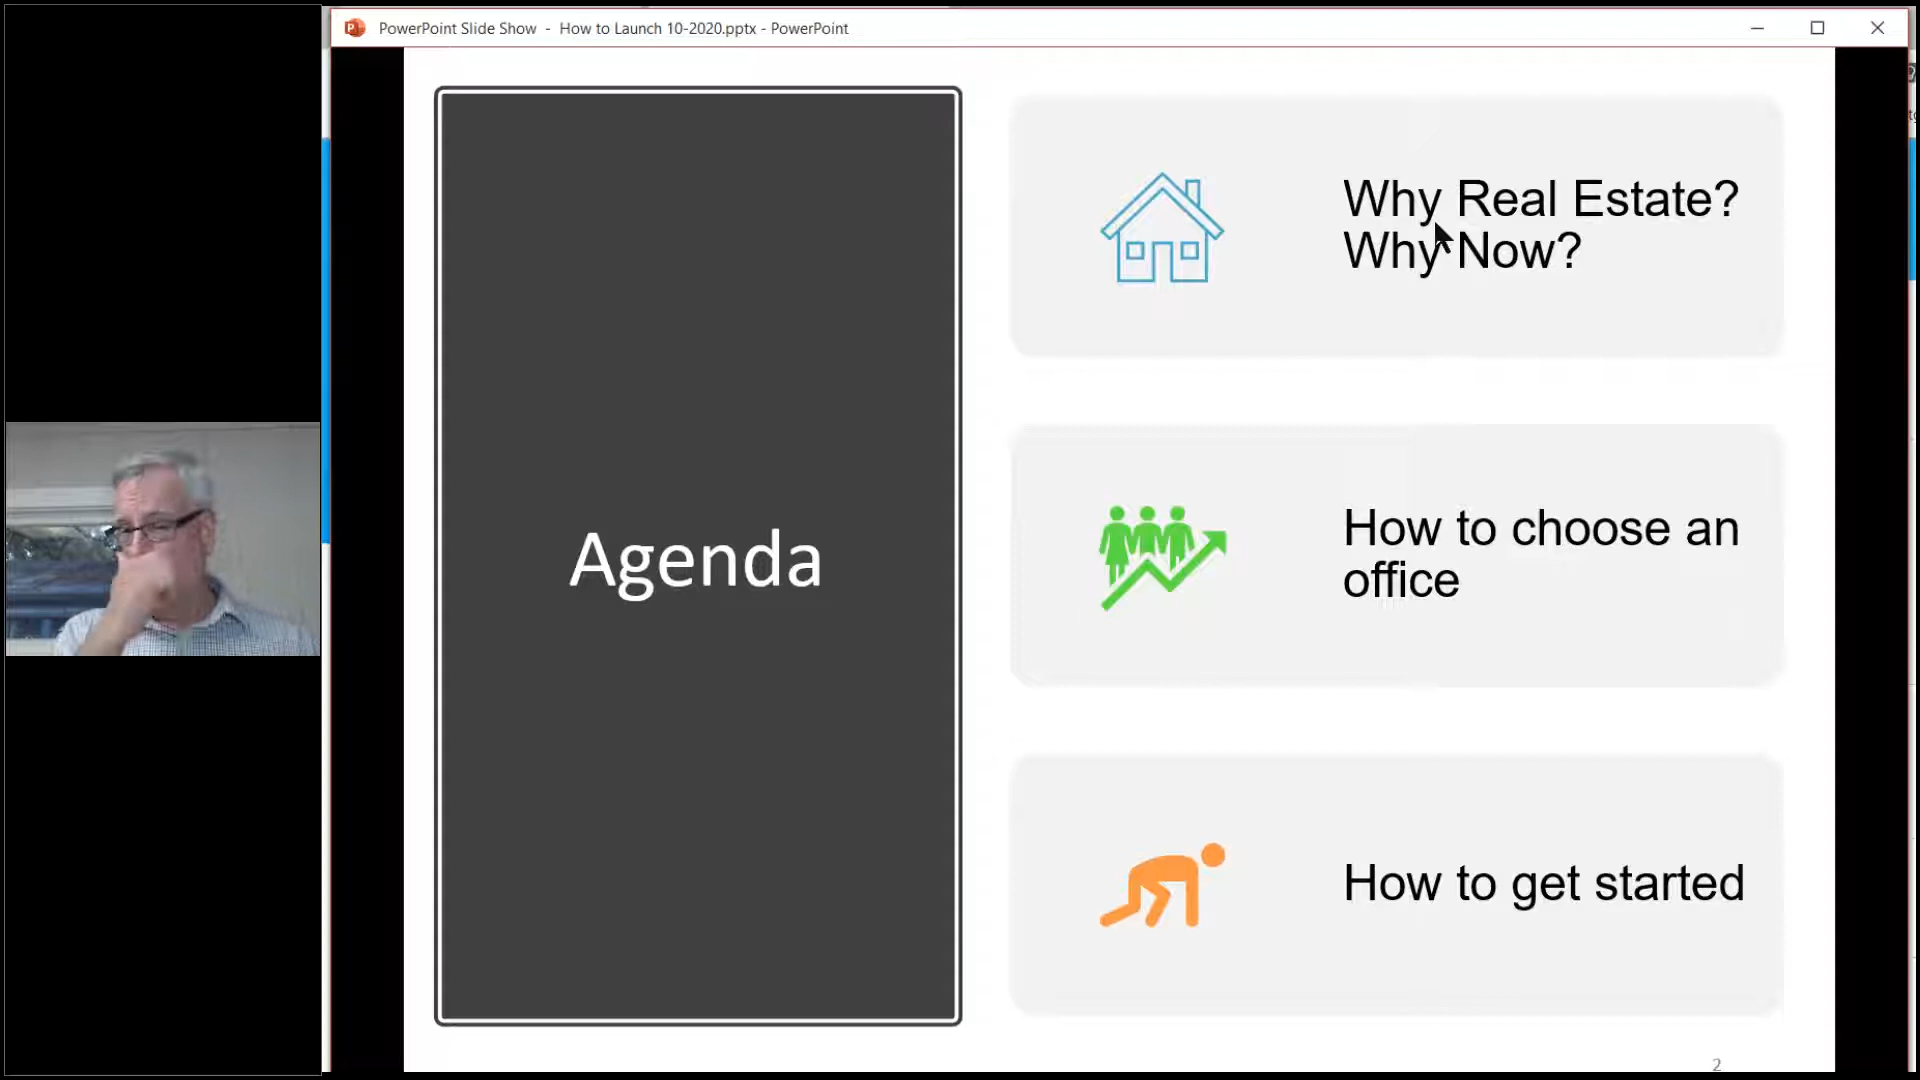 PowerPoint Slide Show - How to Launch 10-2020.pptx - PowerPoint
Agenda
Why Real Estate?
Why Now?
How to choose an
office
How to get started
2